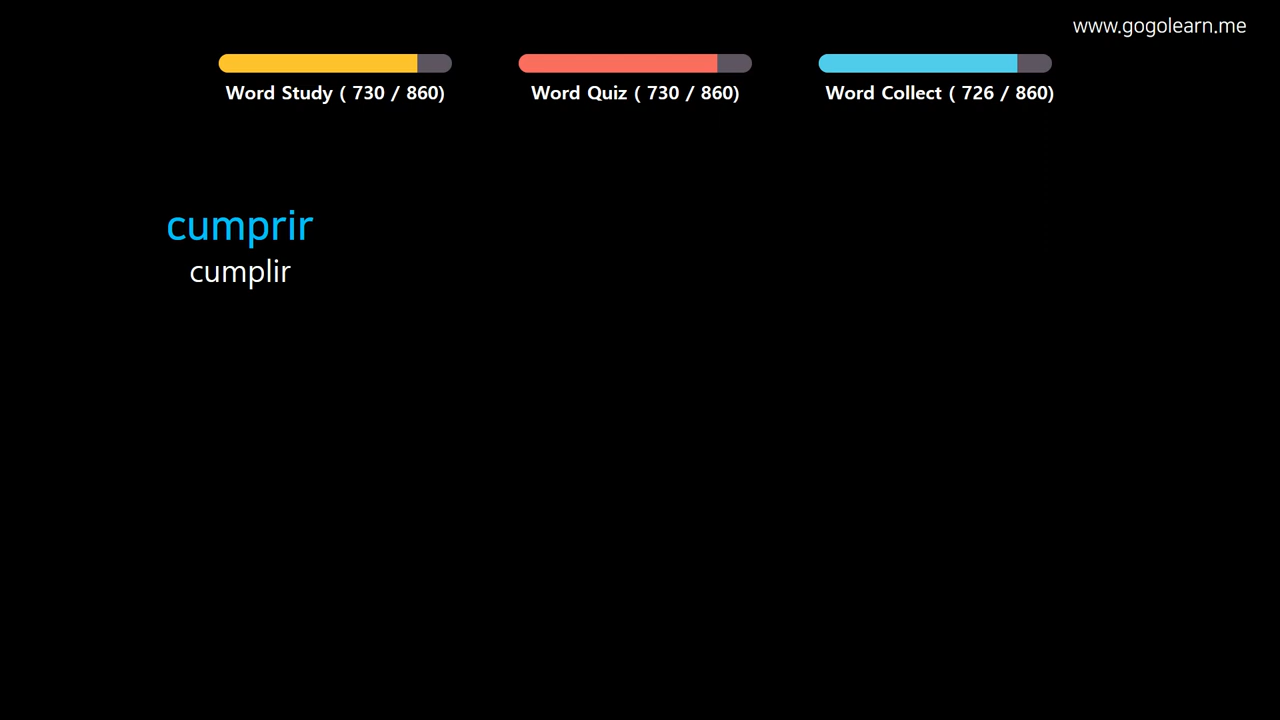 www.gogolearn.me
Word Study ( 730 / 860)
Word Quiz ( 730 / 860)
Word Collect ( 726 / 860)
cumprir
cumplir